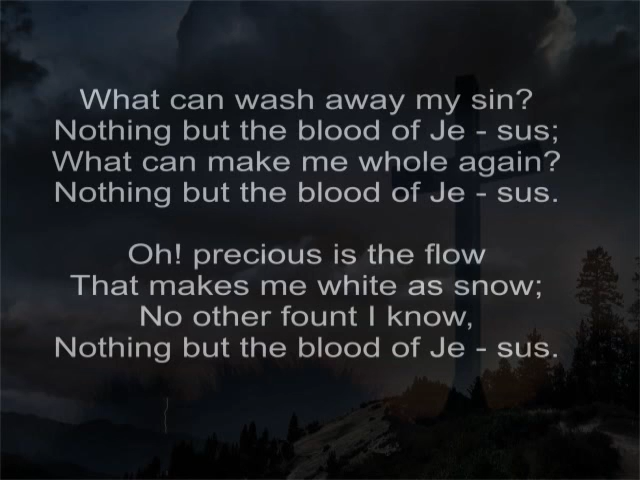 What can wash away my sin?
Nothing but the blood of Je - sus;
What can make me whole again?
Nothing but the blood of Je - sus.
Oh! precious is the flow
That makes me white as snow;
No other fount I know,
Nothing but the blood of Je - sus.